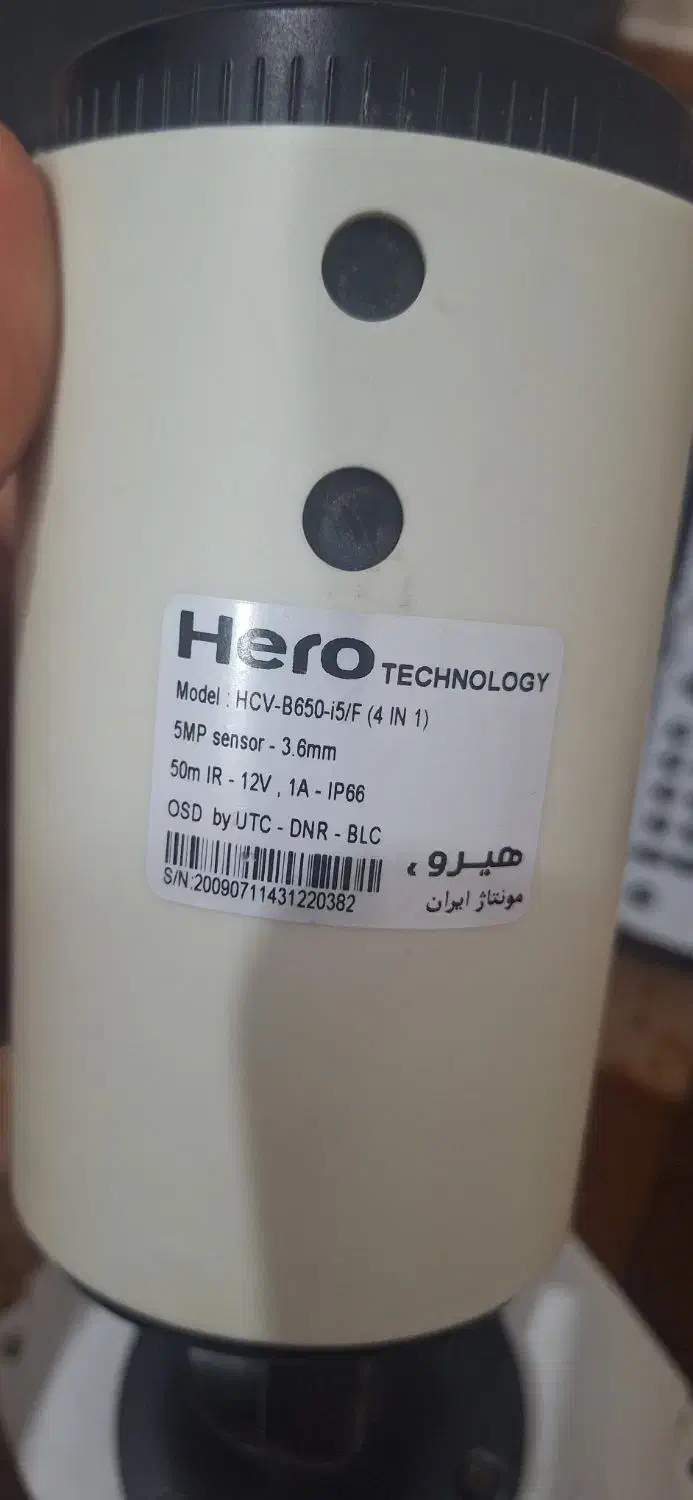 Hero TECHNOLOGY
Model : HCV-B650-i5/F (4 IN 1)
5MP sensor - 3.6mm
50m IR - 12V , 1A - IP66
OSD by UTC - DNR - BLC
S/N:20090711431220382
هیرو ،
مونتاژ ایران